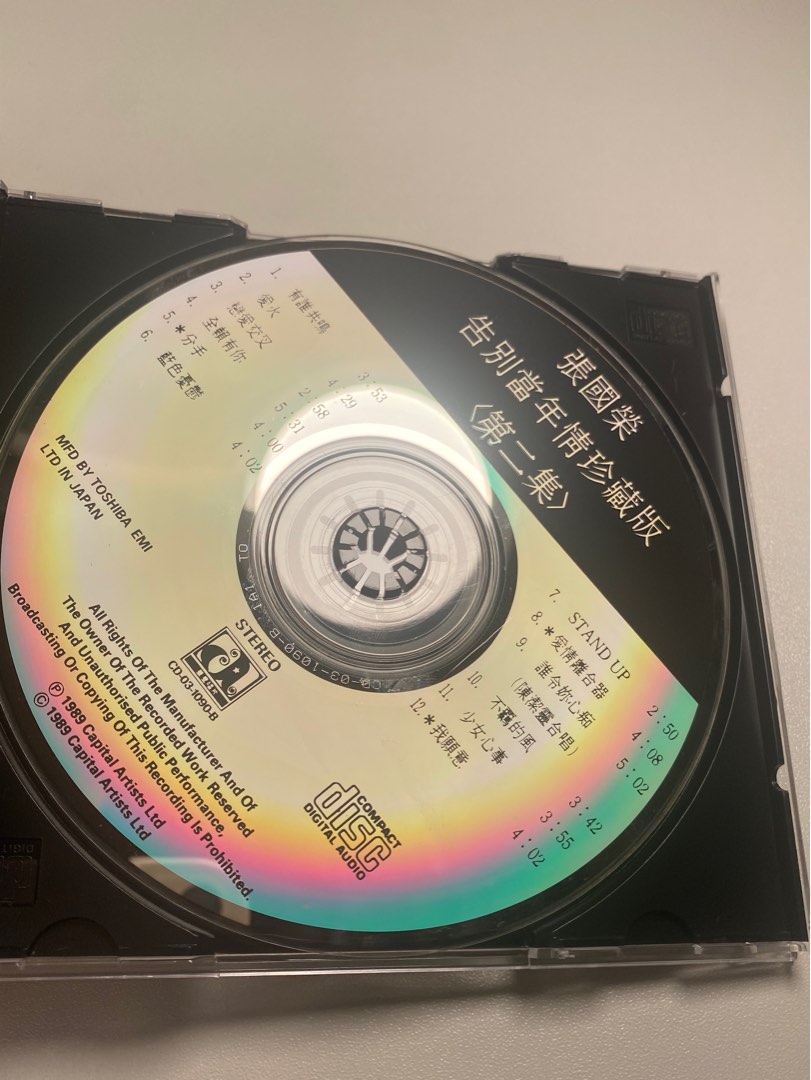 張國榮
告別當年情珍藏版
〈第二集〉
1. 有誰共鳴 3:53
2. 愛火 4:29
3. 戀愛交叉 2:58
4. 全賴有你 5:31
5. *分手 4:00
6. 藍色憂鬱 4:02
7. STAND UP 2:50
8. *愛情離合器 4:08
9. 誰令妳心痴 5:02
(陳潔靈合唱)
10. 不羈的風 3:42
11. 少女心事 3:55
12. *我願意 4:02
MFD BY TOSHIBA EMI
LTD IN JAPAN
STEREO
CD-03-1090-B
COMPACT
disc
DIGITAL AUDIO
All Rights Of The Manufacturer And Of
The Owner Of The Recorded Work Reserved
And Unauthorised Public Performance,
Broadcasting Or Copying Of This Recording Is Prohibited.
Ⓟ 1989 Capital Artists Ltd
© 1989 Capital Artists Ltd